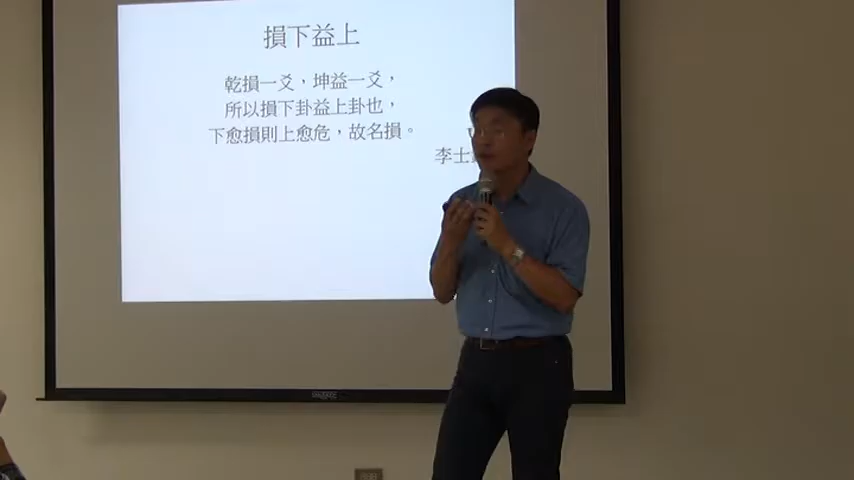 損下益上
乾損一爻，坤益一爻，
所以損下卦益上卦也，
下愈損則上愈危，故名損。
李士